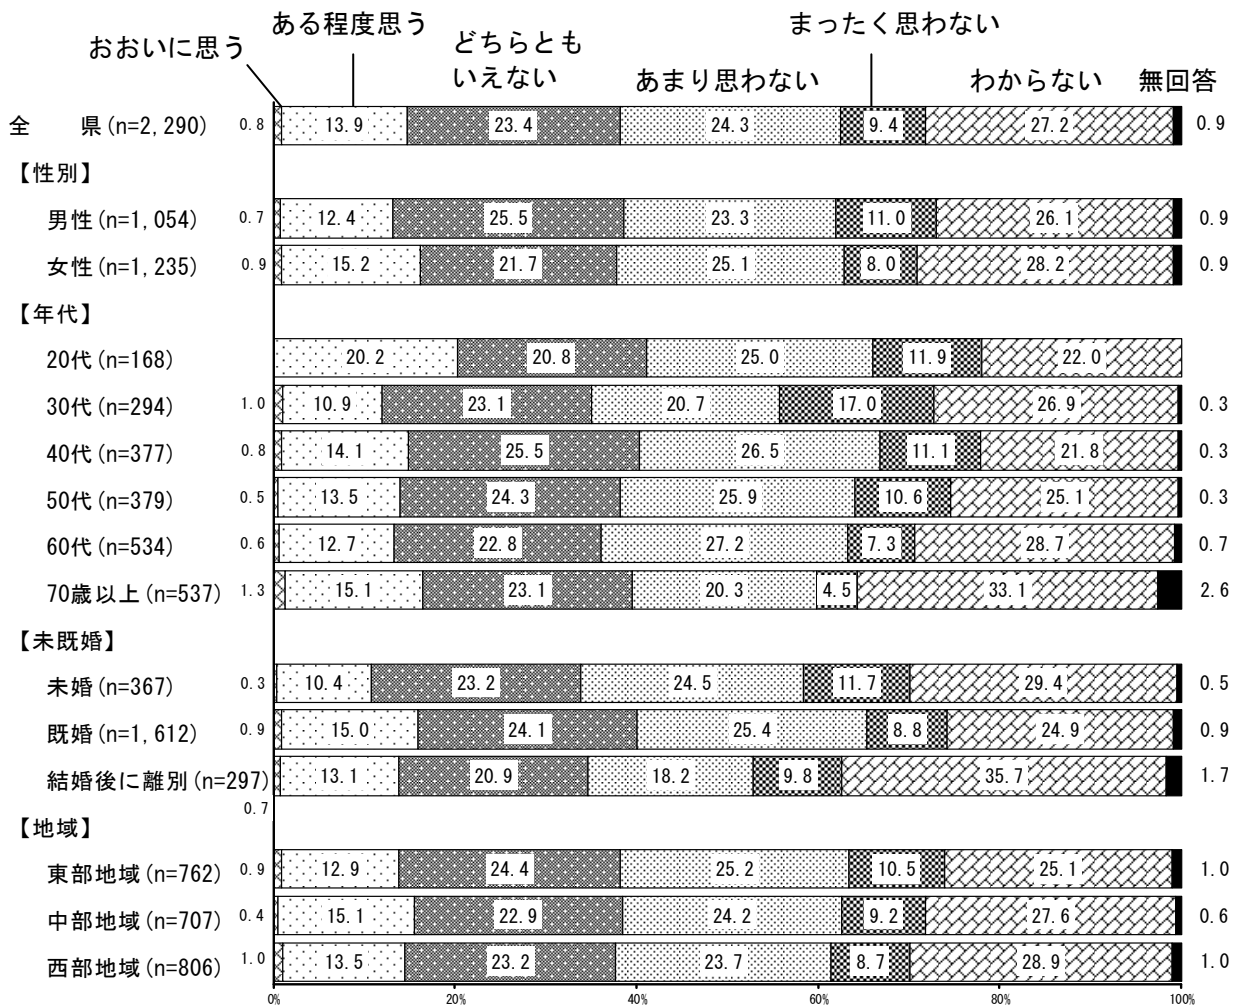 おおいに思う
ある程度思う
どちらとも
いえない
あまり思わない
まったく思わない
わからない
無回答
全　　県(n=2,290) 0.8 13.9 23.4 24.3 9.4 27.2 0.9
【性別】
男性(n=1,054) 0.7 12.4 25.5 23.3 11.0 26.1 0.9
女性(n=1,235) 0.9 15.2 21.7 25.1 8.0 28.2 0.9
【年代】
20代(n=168) 20.2 20.8 25.0 11.9 22.0
30代(n=294) 1.0 10.9 23.1 20.7 17.0 26.9 0.3
40代(n=377) 0.8 14.1 25.5 26.5 11.1 21.8 0.3
50代(n=379) 0.5 13.5 24.3 25.9 10.6 25.1 0.3
60代(n=534) 0.6 12.7 22.8 27.2 7.3 28.7 0.7
70歳以上(n=537) 1.3 15.1 23.1 20.3 4.5 33.1 2.6
【未既婚】
未婚(n=367) 0.3 10.4 23.2 24.5 11.7 29.4 0.5
既婚(n=1,612) 0.9 15.0 24.1 25.4 8.8 24.9 0.9
結婚後に離別(n=297) 13.1 20.9 18.2 9.8 35.7 1.7
0.7
【地域】
東部地域(n=762) 0.9 12.9 24.4 25.2 10.5 25.1 1.0
中部地域(n=707) 0.4 15.1 22.9 24.2 9.2 27.6 0.6
西部地域(n=806) 1.0 13.5 23.2 23.7 8.7 28.9 1.0
0% 20% 40% 60% 80% 100%